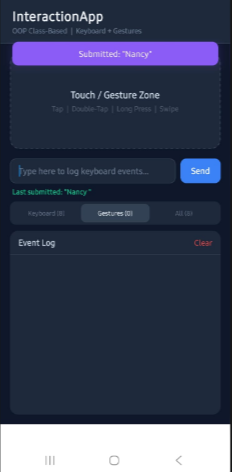 InteractionApp
OOP Class-Based | Keyboard + Gestures
Submitted: "Nancy"
Touch / Gesture Zone
Tap | Double-Tap | Long Press | Swipe
Type here to log keyboard events...
Send
Last submitted: "Nancy "
Keyboard (8) Gestures (0) All (8)
Event Log
Clear